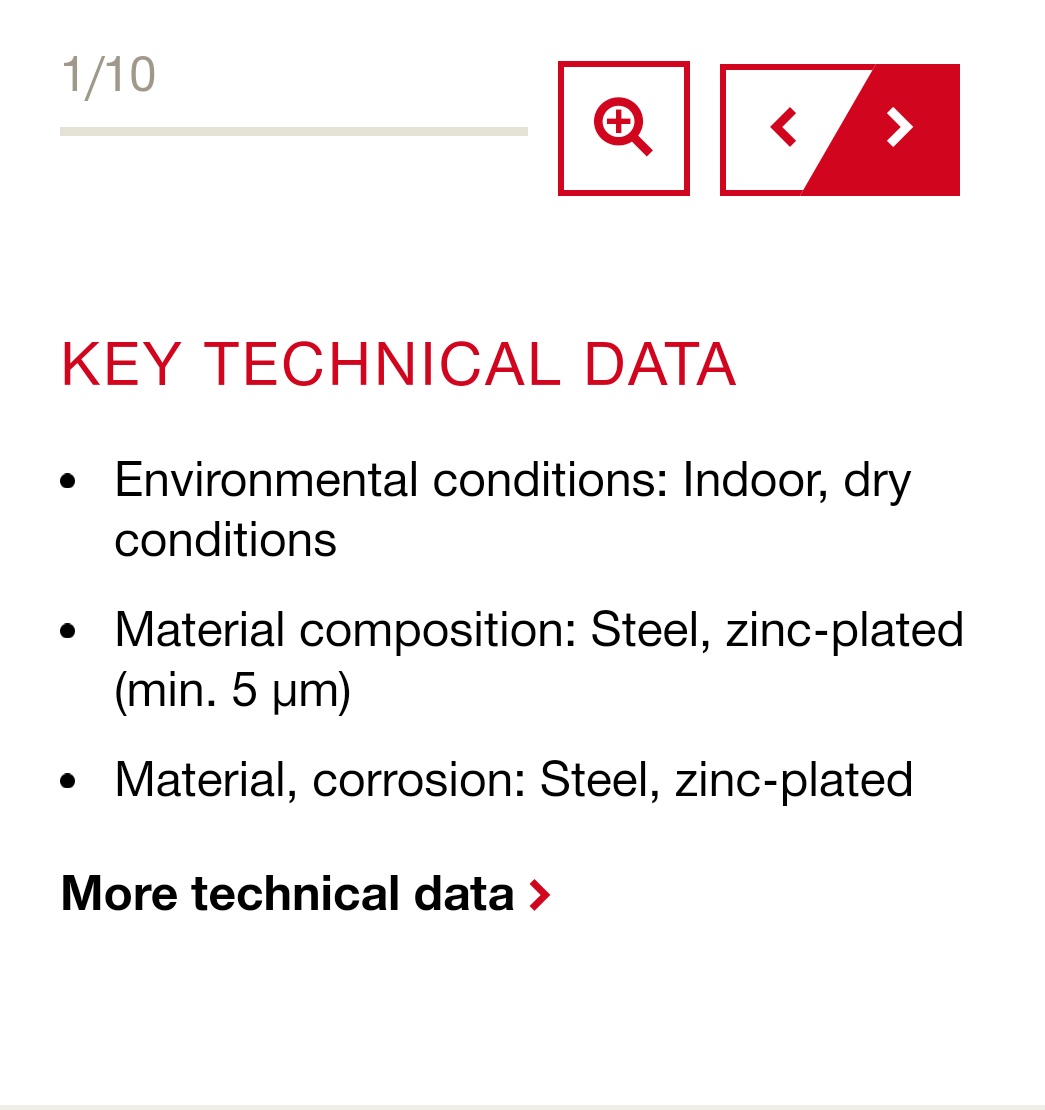 1/10
KEY TECHNICAL DATA
• Environmental conditions: Indoor, dry
conditions
• Material composition: Steel, zinc-plated
(min. 5 µm)
• Material, corrosion: Steel, zinc-plated
More technical data